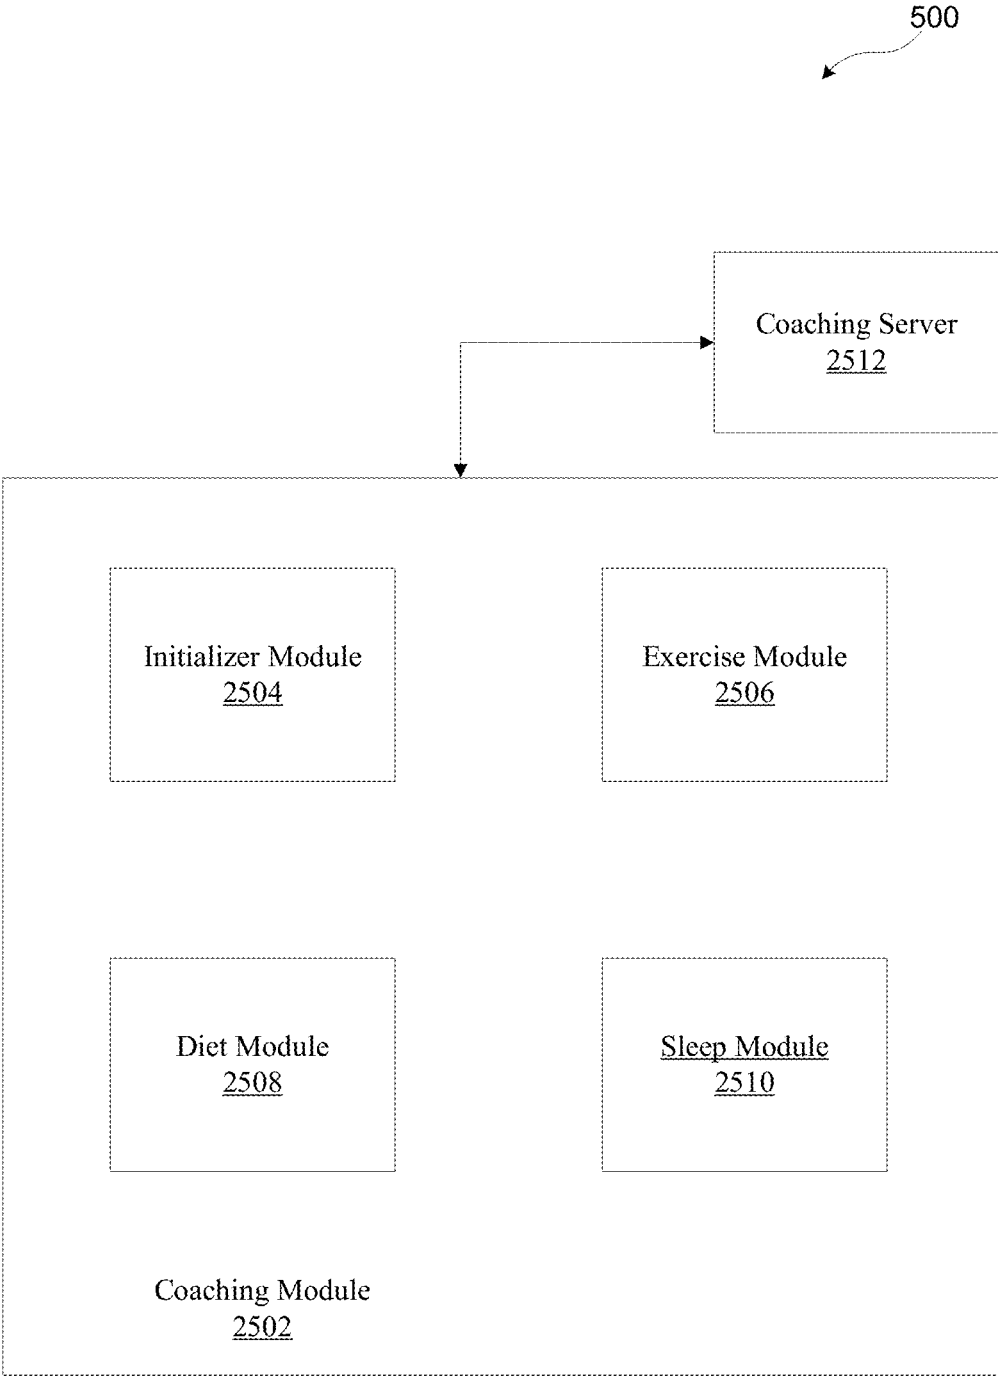 500
Coaching Server
2512
Initializer Module
2504
Exercise Module
2506
Diet Module
2508
Sleep Module
2510
Coaching Module
2502